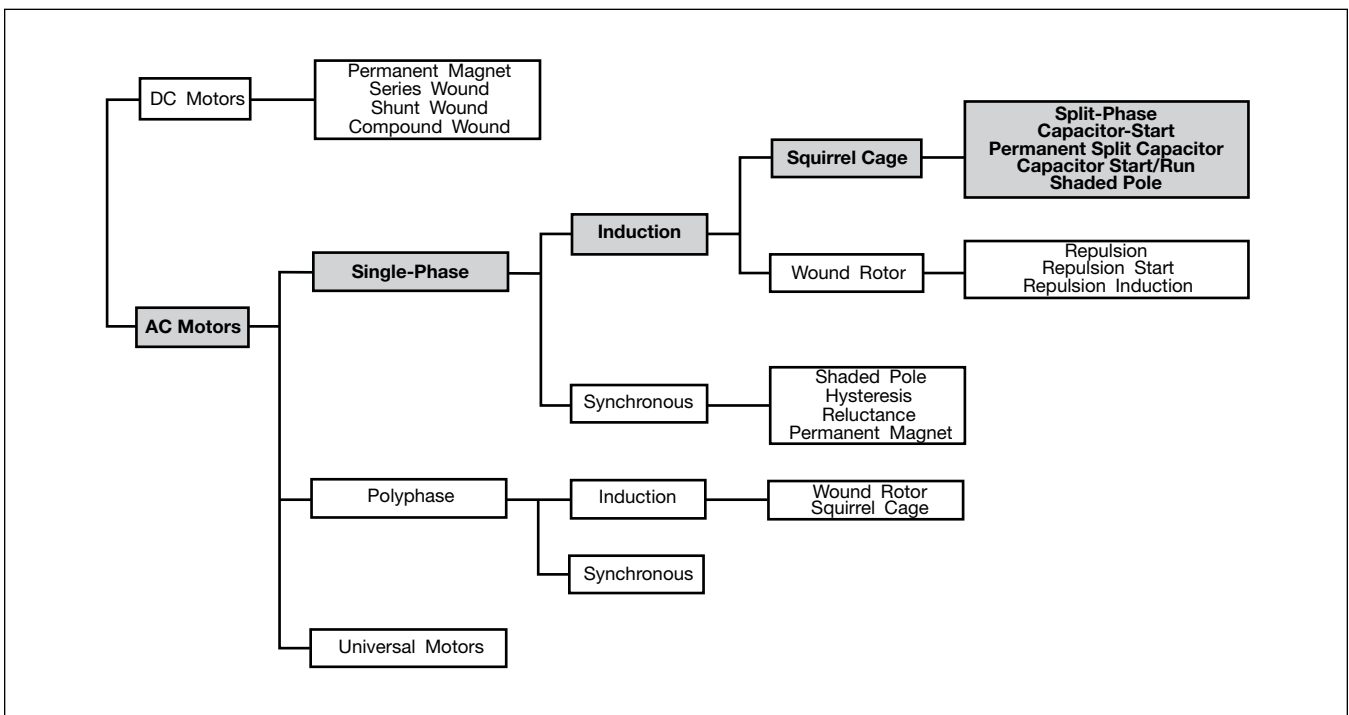 DC Motors
Permanent Magnet
Series Wound
Shunt Wound
Compound Wound
AC Motors
Single-Phase
Induction
Squirrel Cage
Split-Phase
Capacitor-Start
Permanent Split Capacitor
Capacitor Start/Run
Shaded Pole
Wound Rotor
Repulsion
Repulsion Start
Repulsion Induction
Synchronous
Shaded Pole
Hysteresis
Reluctance
Permanent Magnet
Polyphase
Induction
Wound Rotor
Squirrel Cage
Synchronous
Universal Motors